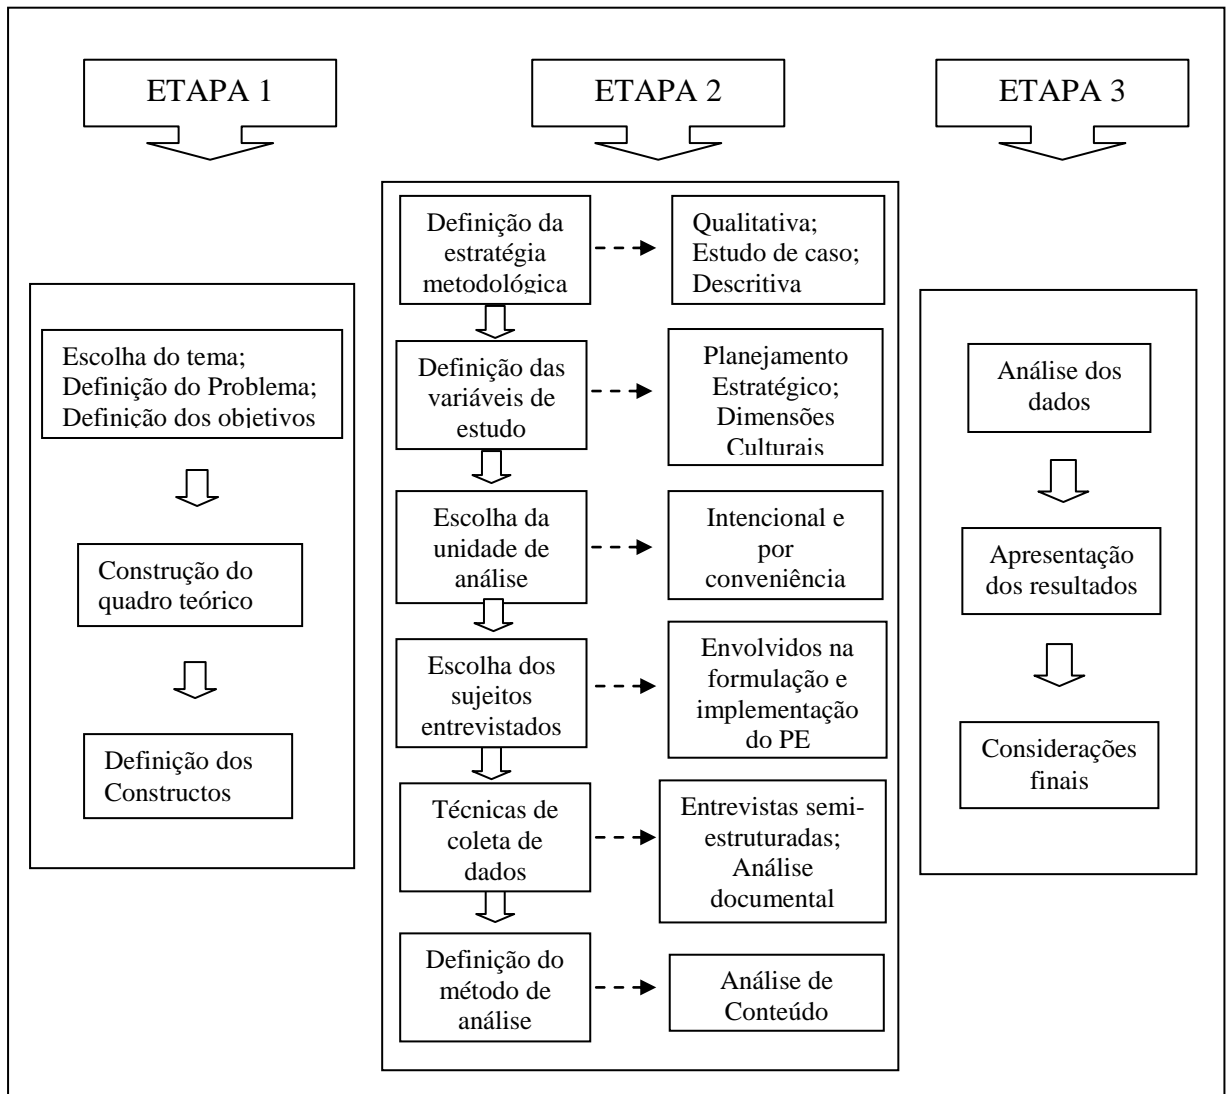 ETAPA 1
ETAPA 2
ETAPA 3
Escolha do tema;
Definição do Problema;
Definição dos objetivos
Construção do
quadro teórico
Definição dos
Constructos
Definição da
estratégia
metodológica
Qualitativa;
Estudo de caso;
Descritiva
Definição das
variáveis de
estudo
Planejamento
Estratégico;
Dimensões
Culturais
Escolha da
unidade de
análise
Intencional e
por
conveniência
Escolha dos
sujeitos
entrevistados
Envolvidos na
formulação e
implementação
do PE
Técnicas de
coleta de
dados
Entrevistas semi-
estruturadas;
Análise
documental
Definição do
método de
análise
Análise de
Conteúdo
Análise dos
dados
Apresentação
dos resultados
Considerações
finais